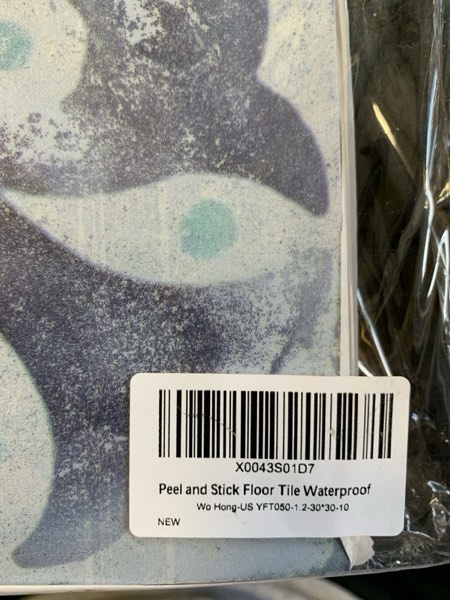 X0043S01D7
Peel and Stick Floor Tile Waterproof
Wo Hong-US YFT050-1.2-30*30-10
NEW